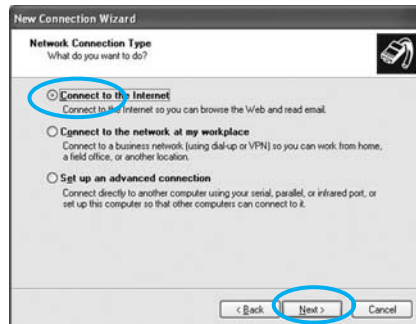 New Connection Wizard
Network Connection Type
What do you want to do?
Connect to the Internet
Connect to the Internet so you can browse the Web and read email.
Connect to the network at my workplace
Connect to a business network (using dial-up or VPN) so you can work from home,
a field office, or another location.
Set up an advanced connection
Connect directly to another computer using your serial, parallel, or infrared port, or
set up this computer so that other computers can connect to it.
< Back
Next >
Cancel